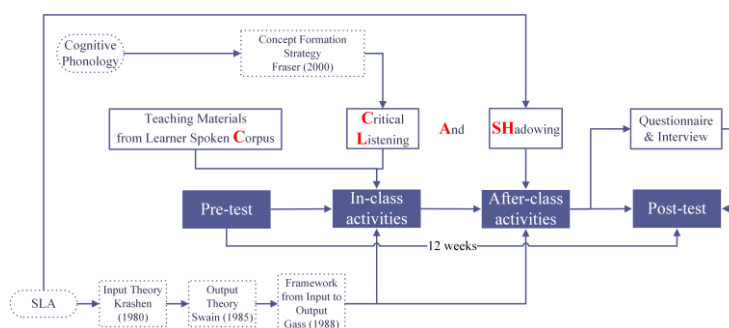 Cognitive
Phonology
Concept Formation
Strategy
Fraser (2000)
Teaching Materials
from Learner Spoken Corpus
Critical
Listening
And
SHadowing
Questionnaire
& Interview
Pre-test
In-class
activities
After-class
activities
Post-test
12 weeks
SLA
Input Theory
Krashen
(1980)
Output
Theory
Swain (1985)
Framework
from Input to
Output
Gass (1988)